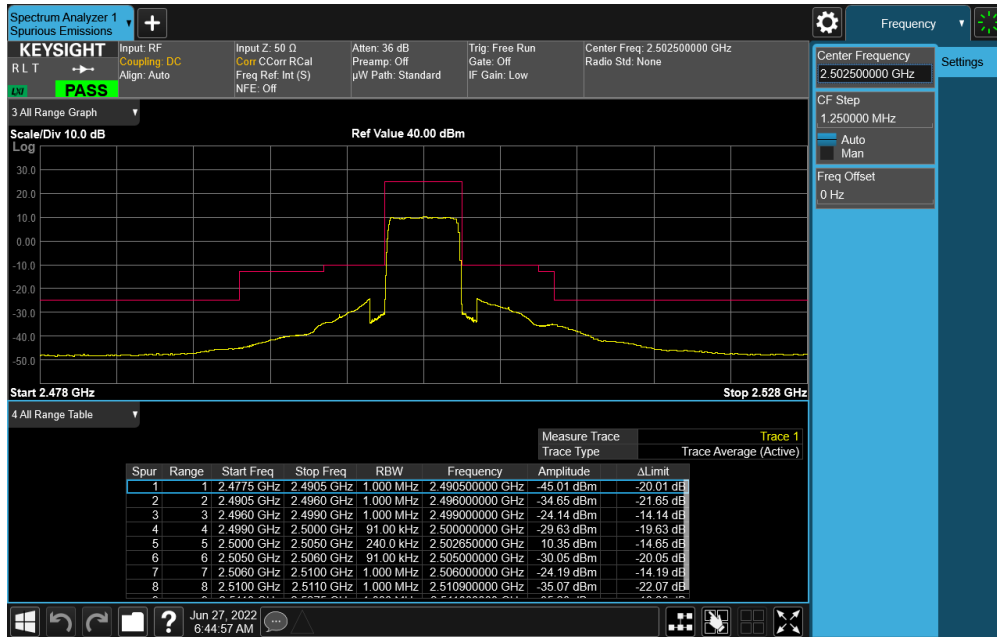 Spectrum Analyzer 1
Spurious Emissions
Frequency
KEYSIGHT
R L T
LXI
PASS
Input: RF
Coupling: DC
Align: Auto
Input Z: 50 Ω
Corr CCorr RCal
Freq Ref: Int (S)
NFE: Off
Atten: 36 dB
Preamp: Off
µW Path: Standard
Trig: Free Run
Gate: Off
IF Gain: Low
Center Freq: 2.502500000 GHz
Radio Std: None
Center Frequency
2.502500000 GHz
Settings
CF Step
1.250000 MHz
Auto
Man
Freq Offset
0 Hz
3 All Range Graph
Scale/Div 10.0 dB
Ref Value 40.00 dBm
Log
30.0
20.0
10.0
0.00
-10.0
-20.0
-30.0
-40.0
-50.0
Start 2.478 GHz
Stop 2.528 GHz
4 All Range Table
Measure Trace Trace 1
Trace Type Trace Average (Active)
Spur Range Start Freq Stop Freq RBW Frequency Amplitude ΔLimit
1 1 2.4775 GHz 2.4905 GHz 1.000 MHz 2.490500000 GHz -45.01 dBm -20.01 dB
2 2 2.4905 GHz 2.4960 GHz 1.000 MHz 2.496000000 GHz -34.65 dBm -21.65 dB
3 3 2.4960 GHz 2.4990 GHz 1.000 MHz 2.499000000 GHz -24.14 dBm -14.14 dB
4 4 2.4990 GHz 2.5000 GHz 91.00 kHz 2.500000000 GHz -29.63 dBm -19.63 dB
5 5 2.5000 GHz 2.5050 GHz 240.0 kHz 2.502650000 GHz 10.35 dBm -14.65 dB
6 6 2.5050 GHz 2.5060 GHz 91.00 kHz 2.505000000 GHz -30.05 dBm -20.05 dB
7 7 2.5060 GHz 2.5100 GHz 1.000 MHz 2.506000000 GHz -24.19 dBm -14.19 dB
8 8 2.5100 GHz 2.5110 GHz 1.000 MHz 2.510900000 GHz -35.07 dBm -22.07 dB
Jun 27, 2022
6:44:57 AM